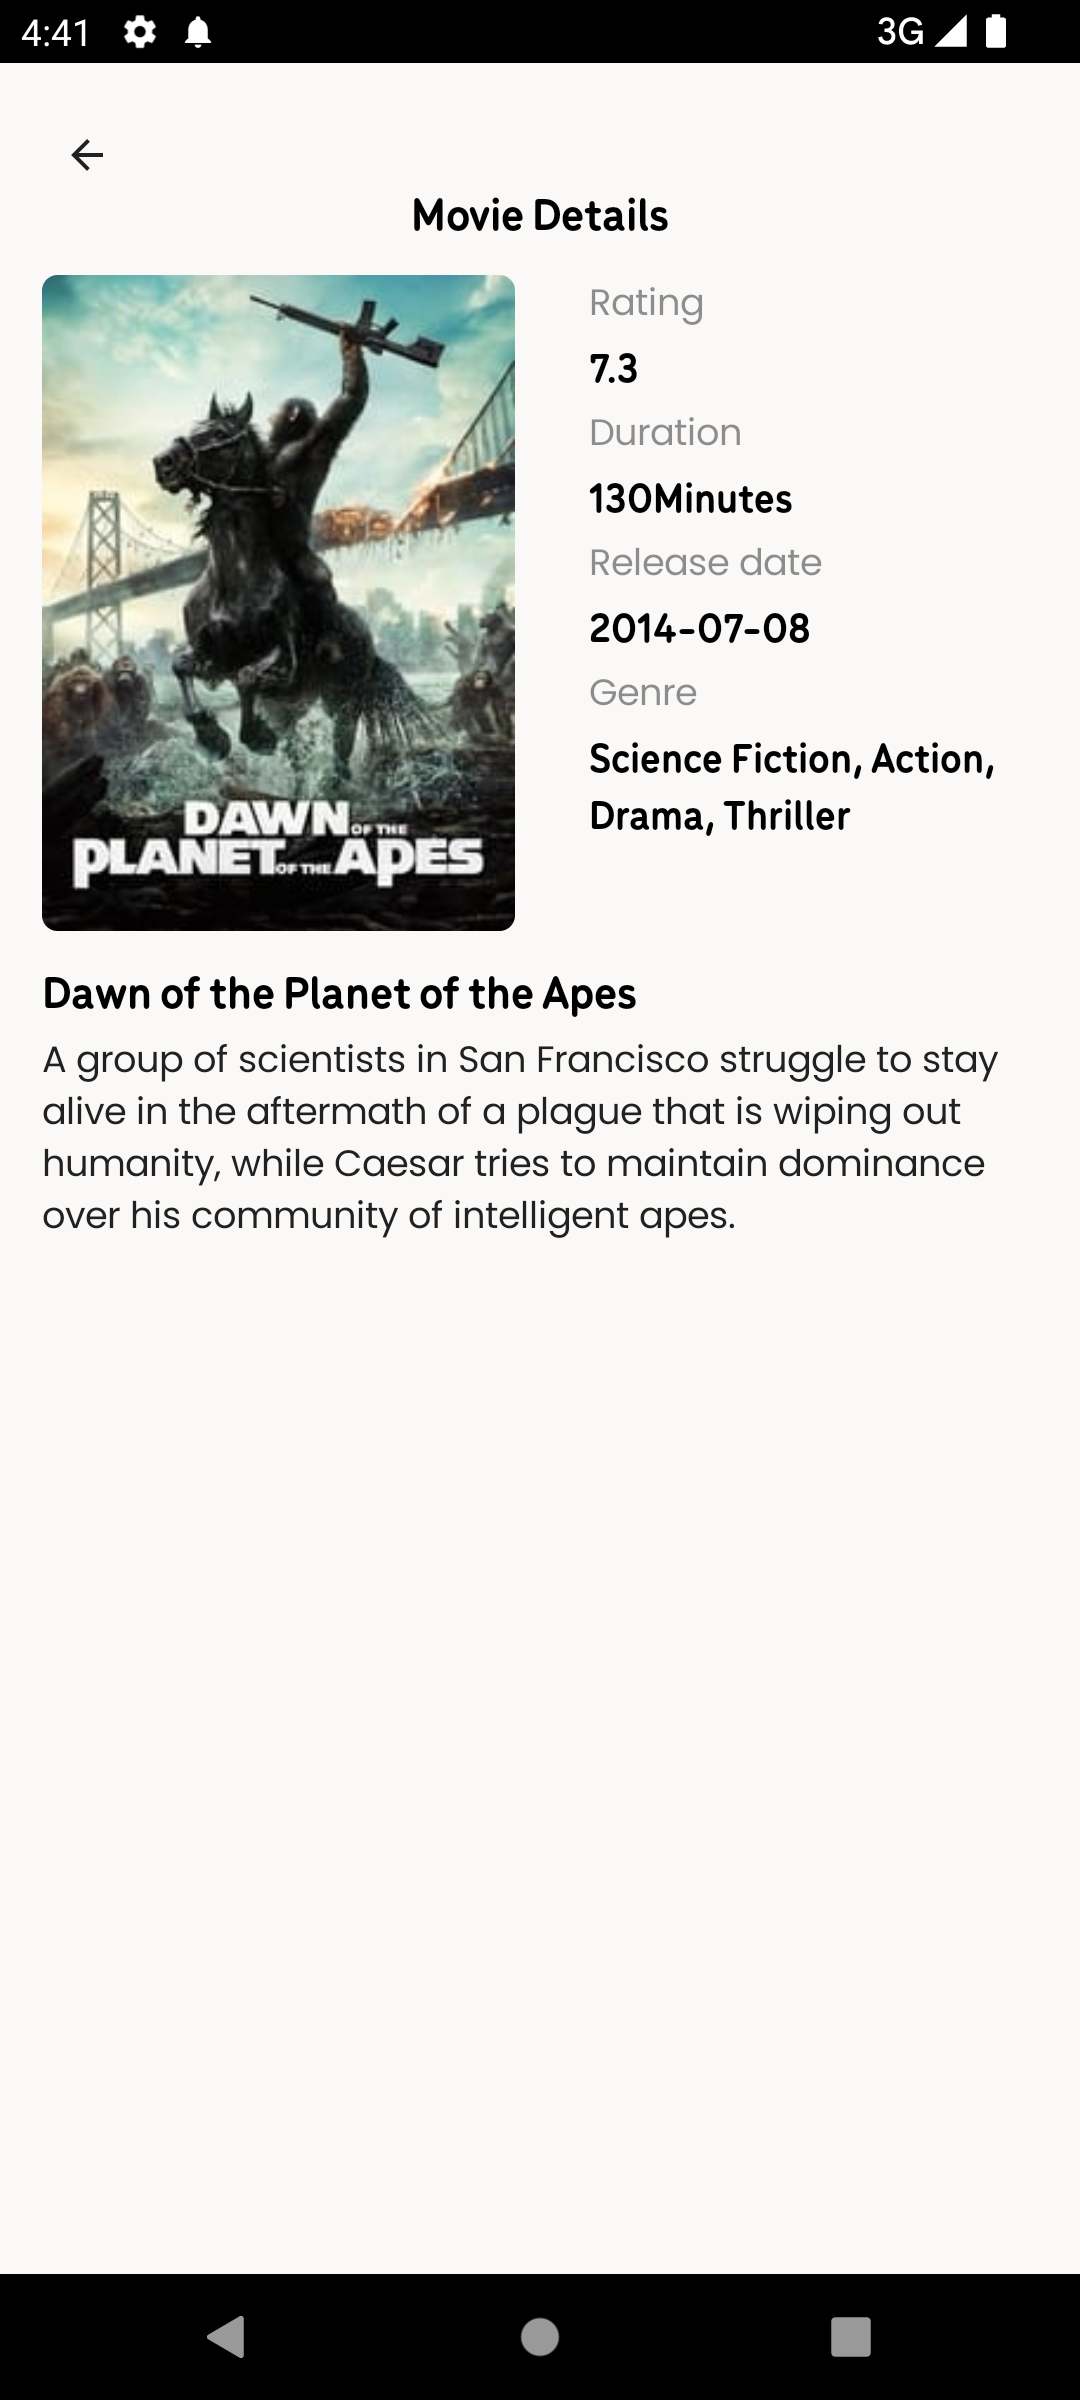 4:41
3G
Movie Details
Rating
7.3
Duration
130Minutes
Release date
2014-07-08
Genre
Science Fiction, Action,
Drama, Thriller
DAWN OF THE
PLANET OF THE APES
Dawn of the Planet of the Apes
A group of scientists in San Francisco struggle to stay
alive in the aftermath of a plague that is wiping out
humanity, while Caesar tries to maintain dominance
over his community of intelligent apes.